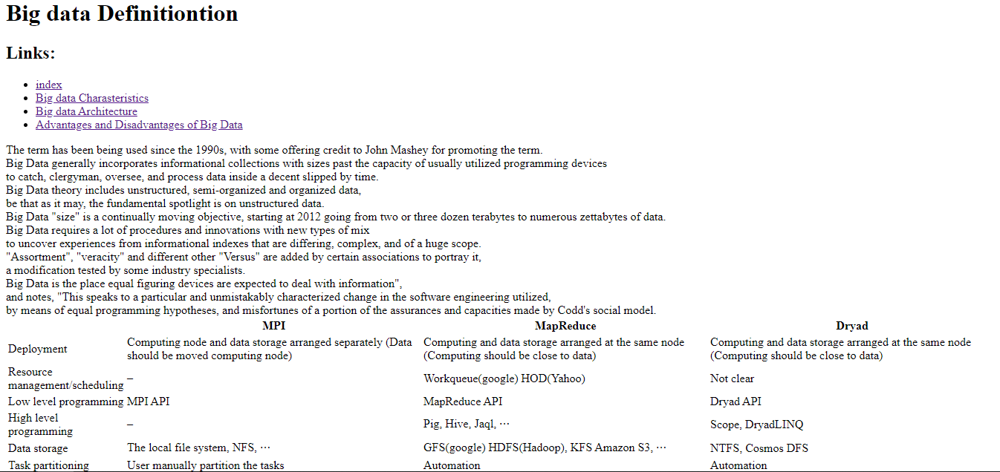 Big data Definitiontion
Links:
index
Big data Charasteristics
Big data Architecture
Advantages and Disadvantages of Big Data
The term has been being used since the 1990s, with some offering credit to John Mashey for promoting the term.
Big Data generally incorporates informational collections with sizes past the capacity of usually utilized programming devices
to catch, clergyman, oversee, and process data inside a decent slipped by time.
Big Data theory includes unstructured, semi-organized and organized data,
be that as it may, the fundamental spotlight is on unstructured data.
Big Data "size" is a continually moving objective, starting at 2012 going from two or three dozen terabytes to numerous zettabytes of data.
Big Data requires a lot of procedures and innovations with new types of mix
to uncover experiences from informational indexes that are differing, complex, and of a huge scope.
"Assortment", "veracity" and different other "Versus" are added by certain associations to portray it,
a modification tested by some industry specialists.
Big Data is the place equal figuring devices are expected to deal with information",
and notes, "This speaks to a particular and unmistakably characterized change in the software engineering utilized,
by means of equal programming hypotheses, and misfortunes of a portion of the assurances and capacities made by Codd's social model.
MPI MapReduce Dryad
Deployment Computing node and data storage arranged separately (Data Computing and data storage arranged at the same node Computing and data storage arranged at the same node
should be moved computing node) (Computing should be close to data) (Computing should be close to data)
Resource
management/scheduling – Workqueue(google) HOD(Yahoo) Not clear
Low level programming MPI API MapReduce API Dryad API
High level
programming – Pig, Hive, Jaql, ⋯ Scope, DryadLINQ
Data storage The local file system, NFS, ⋯ GFS(google) HDFS(Hadoop), KFS Amazon S3, ⋯ NTFS, Cosmos DFS
Task partitioning User manually partition the tasks Automation Automation